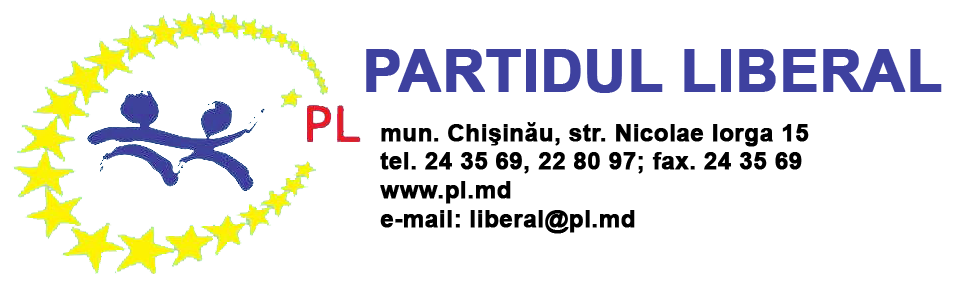 PARTIDUL LIBERAL
PL
mun. Chişinău, str. Nicolae Iorga 15
tel. 24 35 69, 22 80 97; fax. 24 35 69
www.pl.md
e-mail: liberal@pl.md